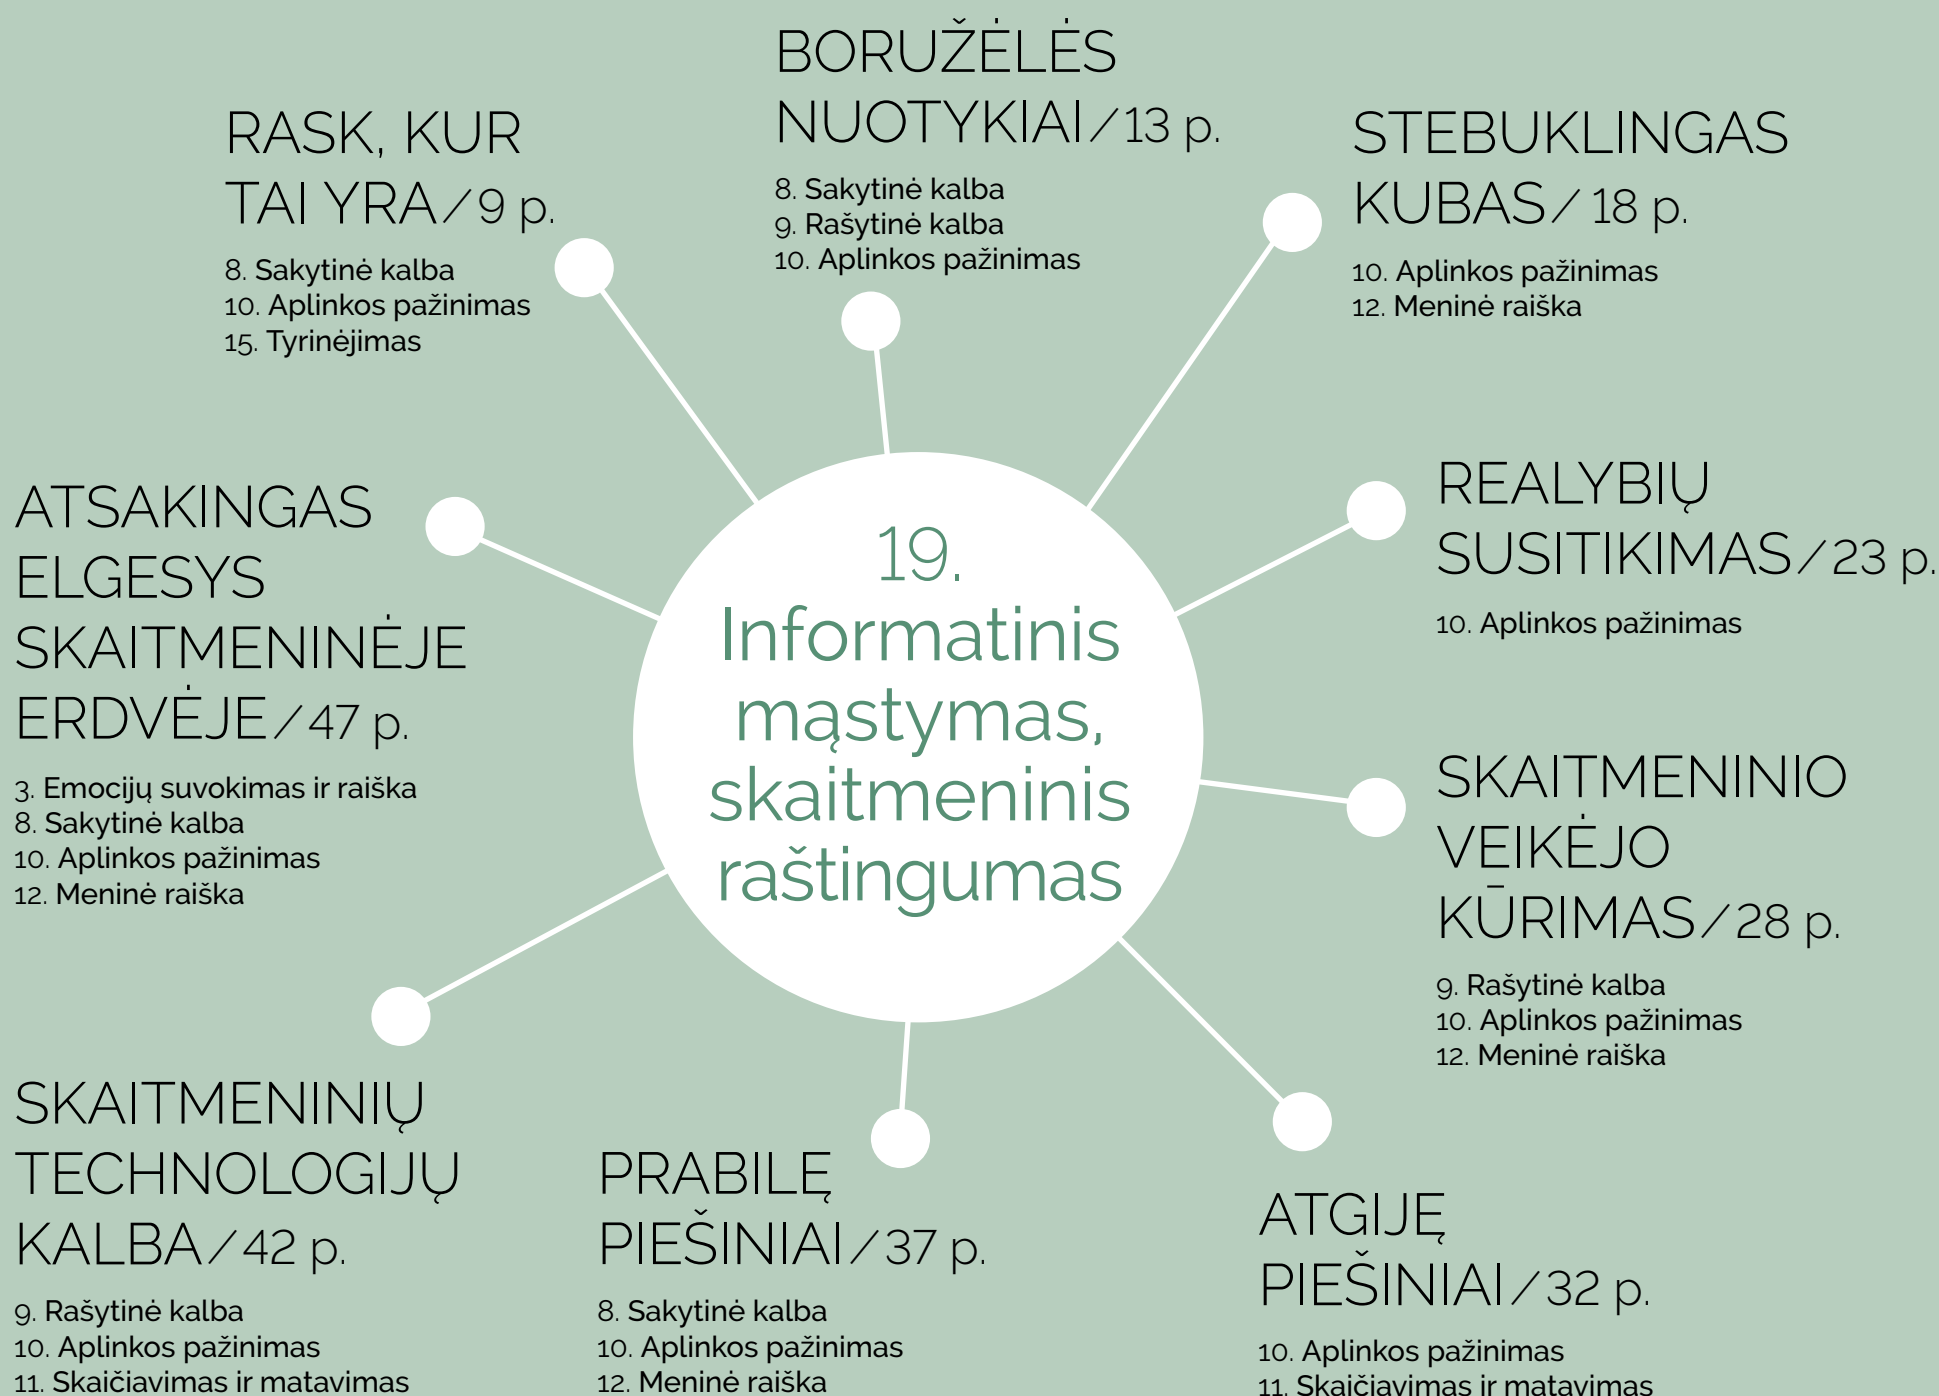 BORUŽĖLĖS
NUOTYKIAI/13 p.
8. Sakytinė kalba
9. Rašytinė kalba
10. Aplinkos pažinimas
RASK, KUR
TAI YRA/9 p.
8. Sakytinė kalba
10. Aplinkos pažinimas
15. Tyrinėjimas
STEBUKLINGAS
KUBAS/18 p.
10. Aplinkos pažinimas
12. Meninė raiška
ATSAKINGAS
ELGESYS
SKAITMENINĖJE
ERDVĖJE/47 p.
3. Emocijų suvokimas ir raiška
8. Sakytinė kalba
10. Aplinkos pažinimas
12. Meninė raiška
19.
Informatinis
mąstymas,
skaitmeninis
raštingumas
REALYBIŲ
SUSITIKIMAS/23 p.
10. Aplinkos pažinimas
SKAITMENINIO
VEIKĖJO
KŪRIMAS/28 p.
9. Rašytinė kalba
10. Aplinkos pažinimas
12. Meninė raiška
SKAITMENINIŲ
TECHNOLOGIJŲ
KALBA/42 p.
9. Rašytinė kalba
10. Aplinkos pažinimas
11. Skaičiavimas ir matavimas
PRABILĘ
PIEŠINIAI/37 p.
8. Sakytinė kalba
10. Aplinkos pažinimas
12. Meninė raiška
ATGIJĘ
PIEŠINIAI/32 p.
10. Aplinkos pažinimas
11. Skaičiavimas ir matavimas